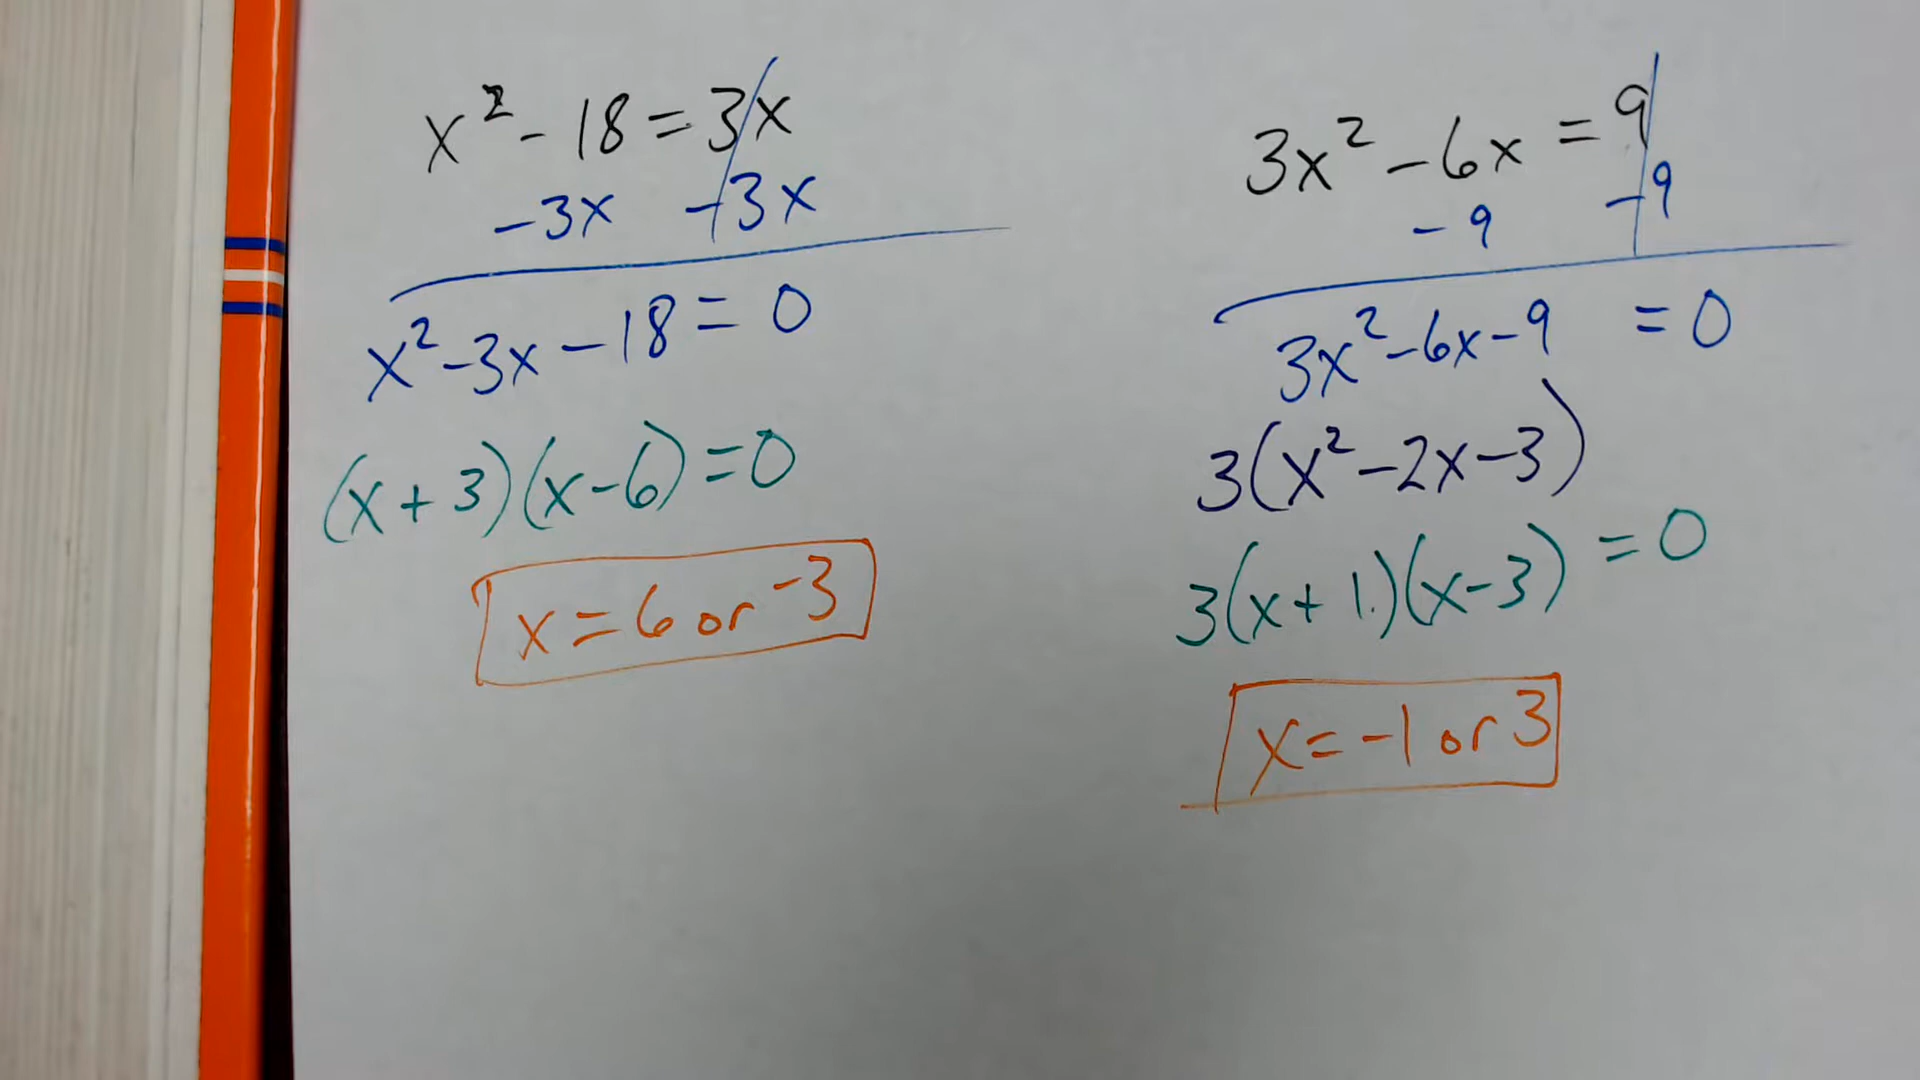 x² - 18 = 3x
-3x -3x
x² - 3x - 18 = 0
(x + 3)(x - 6) = 0
x = 6 or -3
3x² - 6x = 9
-9 -9
3x² - 6x - 9 = 0
3(x² - 2x - 3)
3(x + 1)(x - 3) = 0
x = -1 or 3